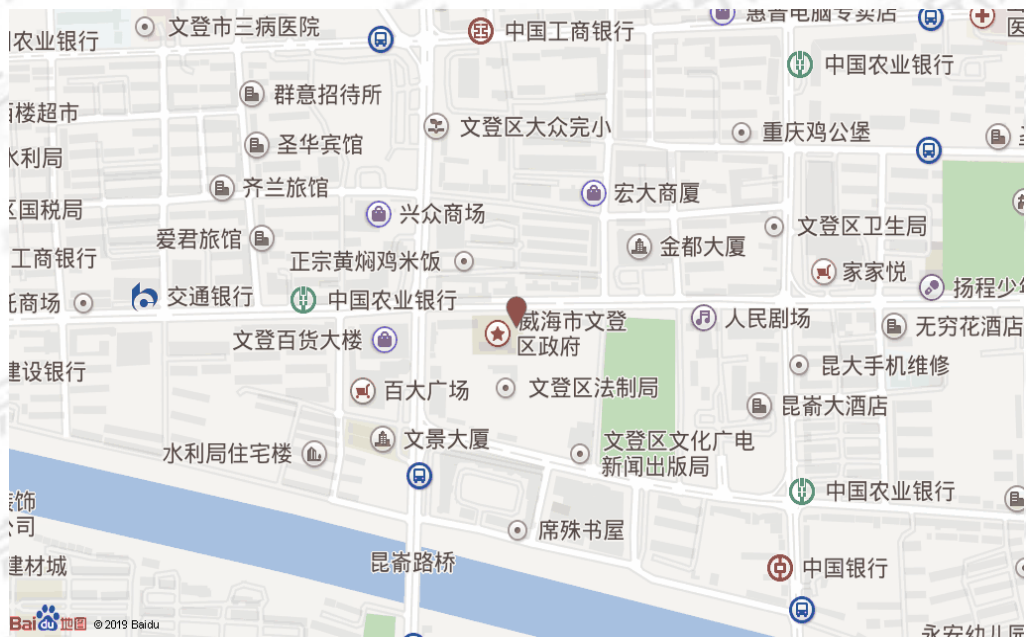 惠普电脑专卖店
文登市三病医院
中国工商银行
农业银行
中国农业银行
群意招待所
楼超市
文登区大众完小
重庆鸡公堡
圣华宾馆
水利局
齐兰旅馆
宏大商厦
区国税局
兴众商场
文登区卫生局
爱君旅馆
金都大厦
工商银行
正宗黄焖鸡米饭
家家悦
扬程少年
交通银行
中国农业银行
托商场
威海市文登
区政府
人民剧场
无穷花酒店
文登百货大楼
昆大手机维修
建设银行
百大广场
文登区法制局
昆嵛大酒店
文景大厦
文登区文化广电
新闻出版局
水利局住宅楼
中国农业银行
装饰
公司
席殊书屋
昆嵛路桥
建材城
中国银行
Baidu地图 © 2019 Baidu
永安幼儿园